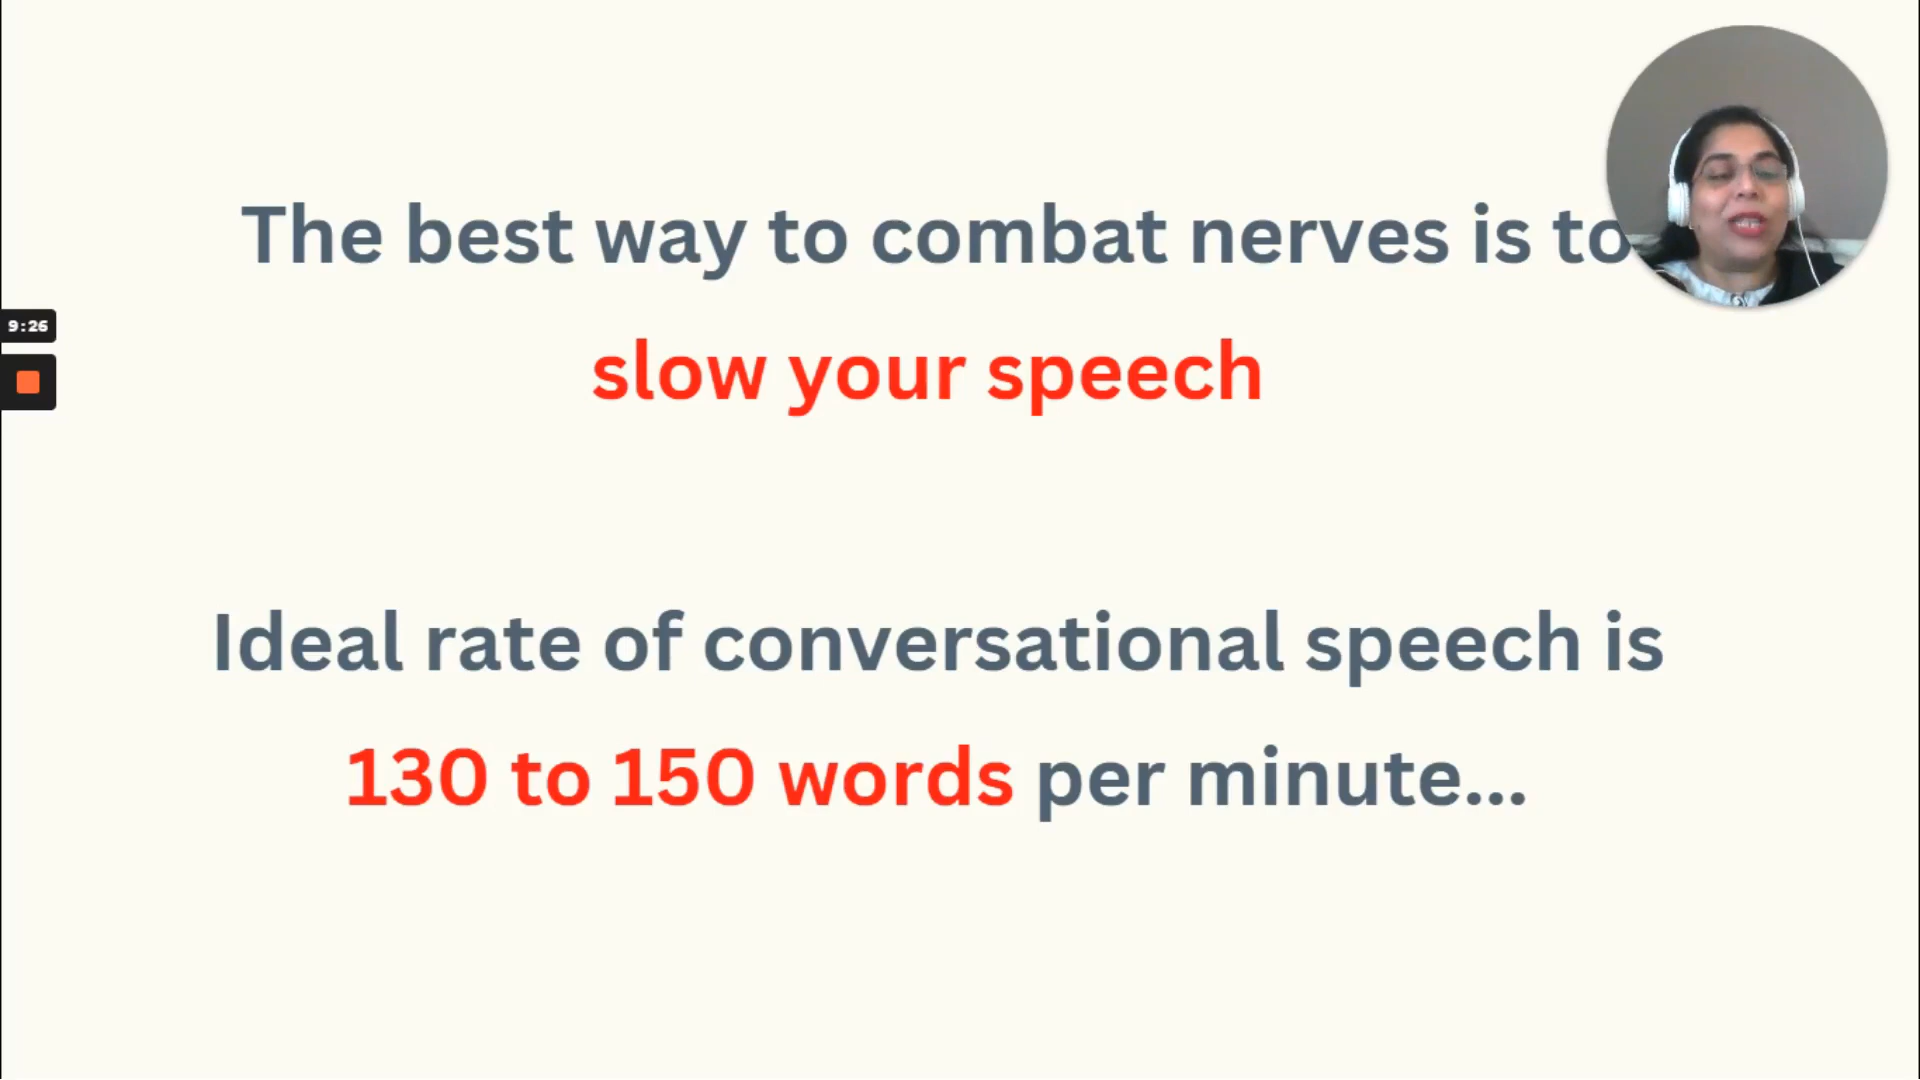 The best way to combat nerves is to
slow your speech
9:26
Ideal rate of conversational speech is
130 to 150 words per minute...